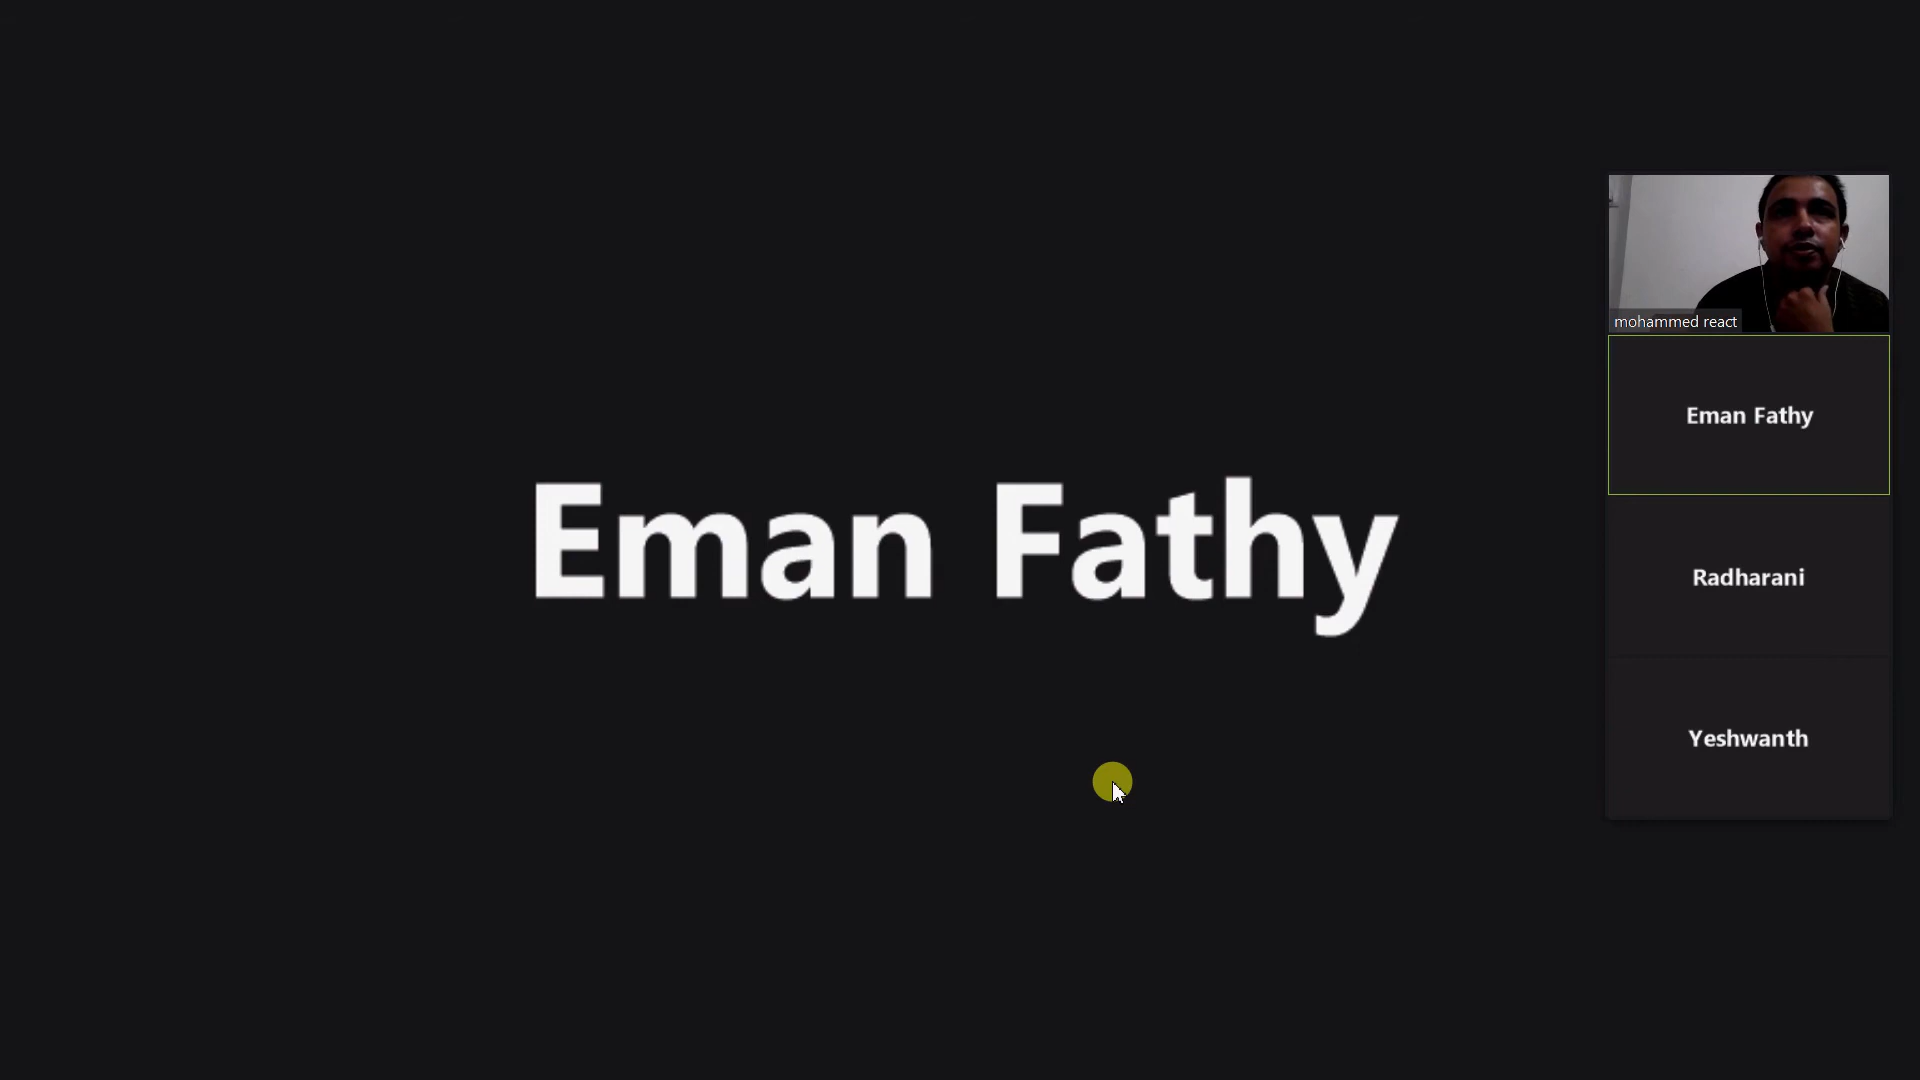 Eman Fathy
mohammed react
Eman Fathy
Radharani
Yeshwanth